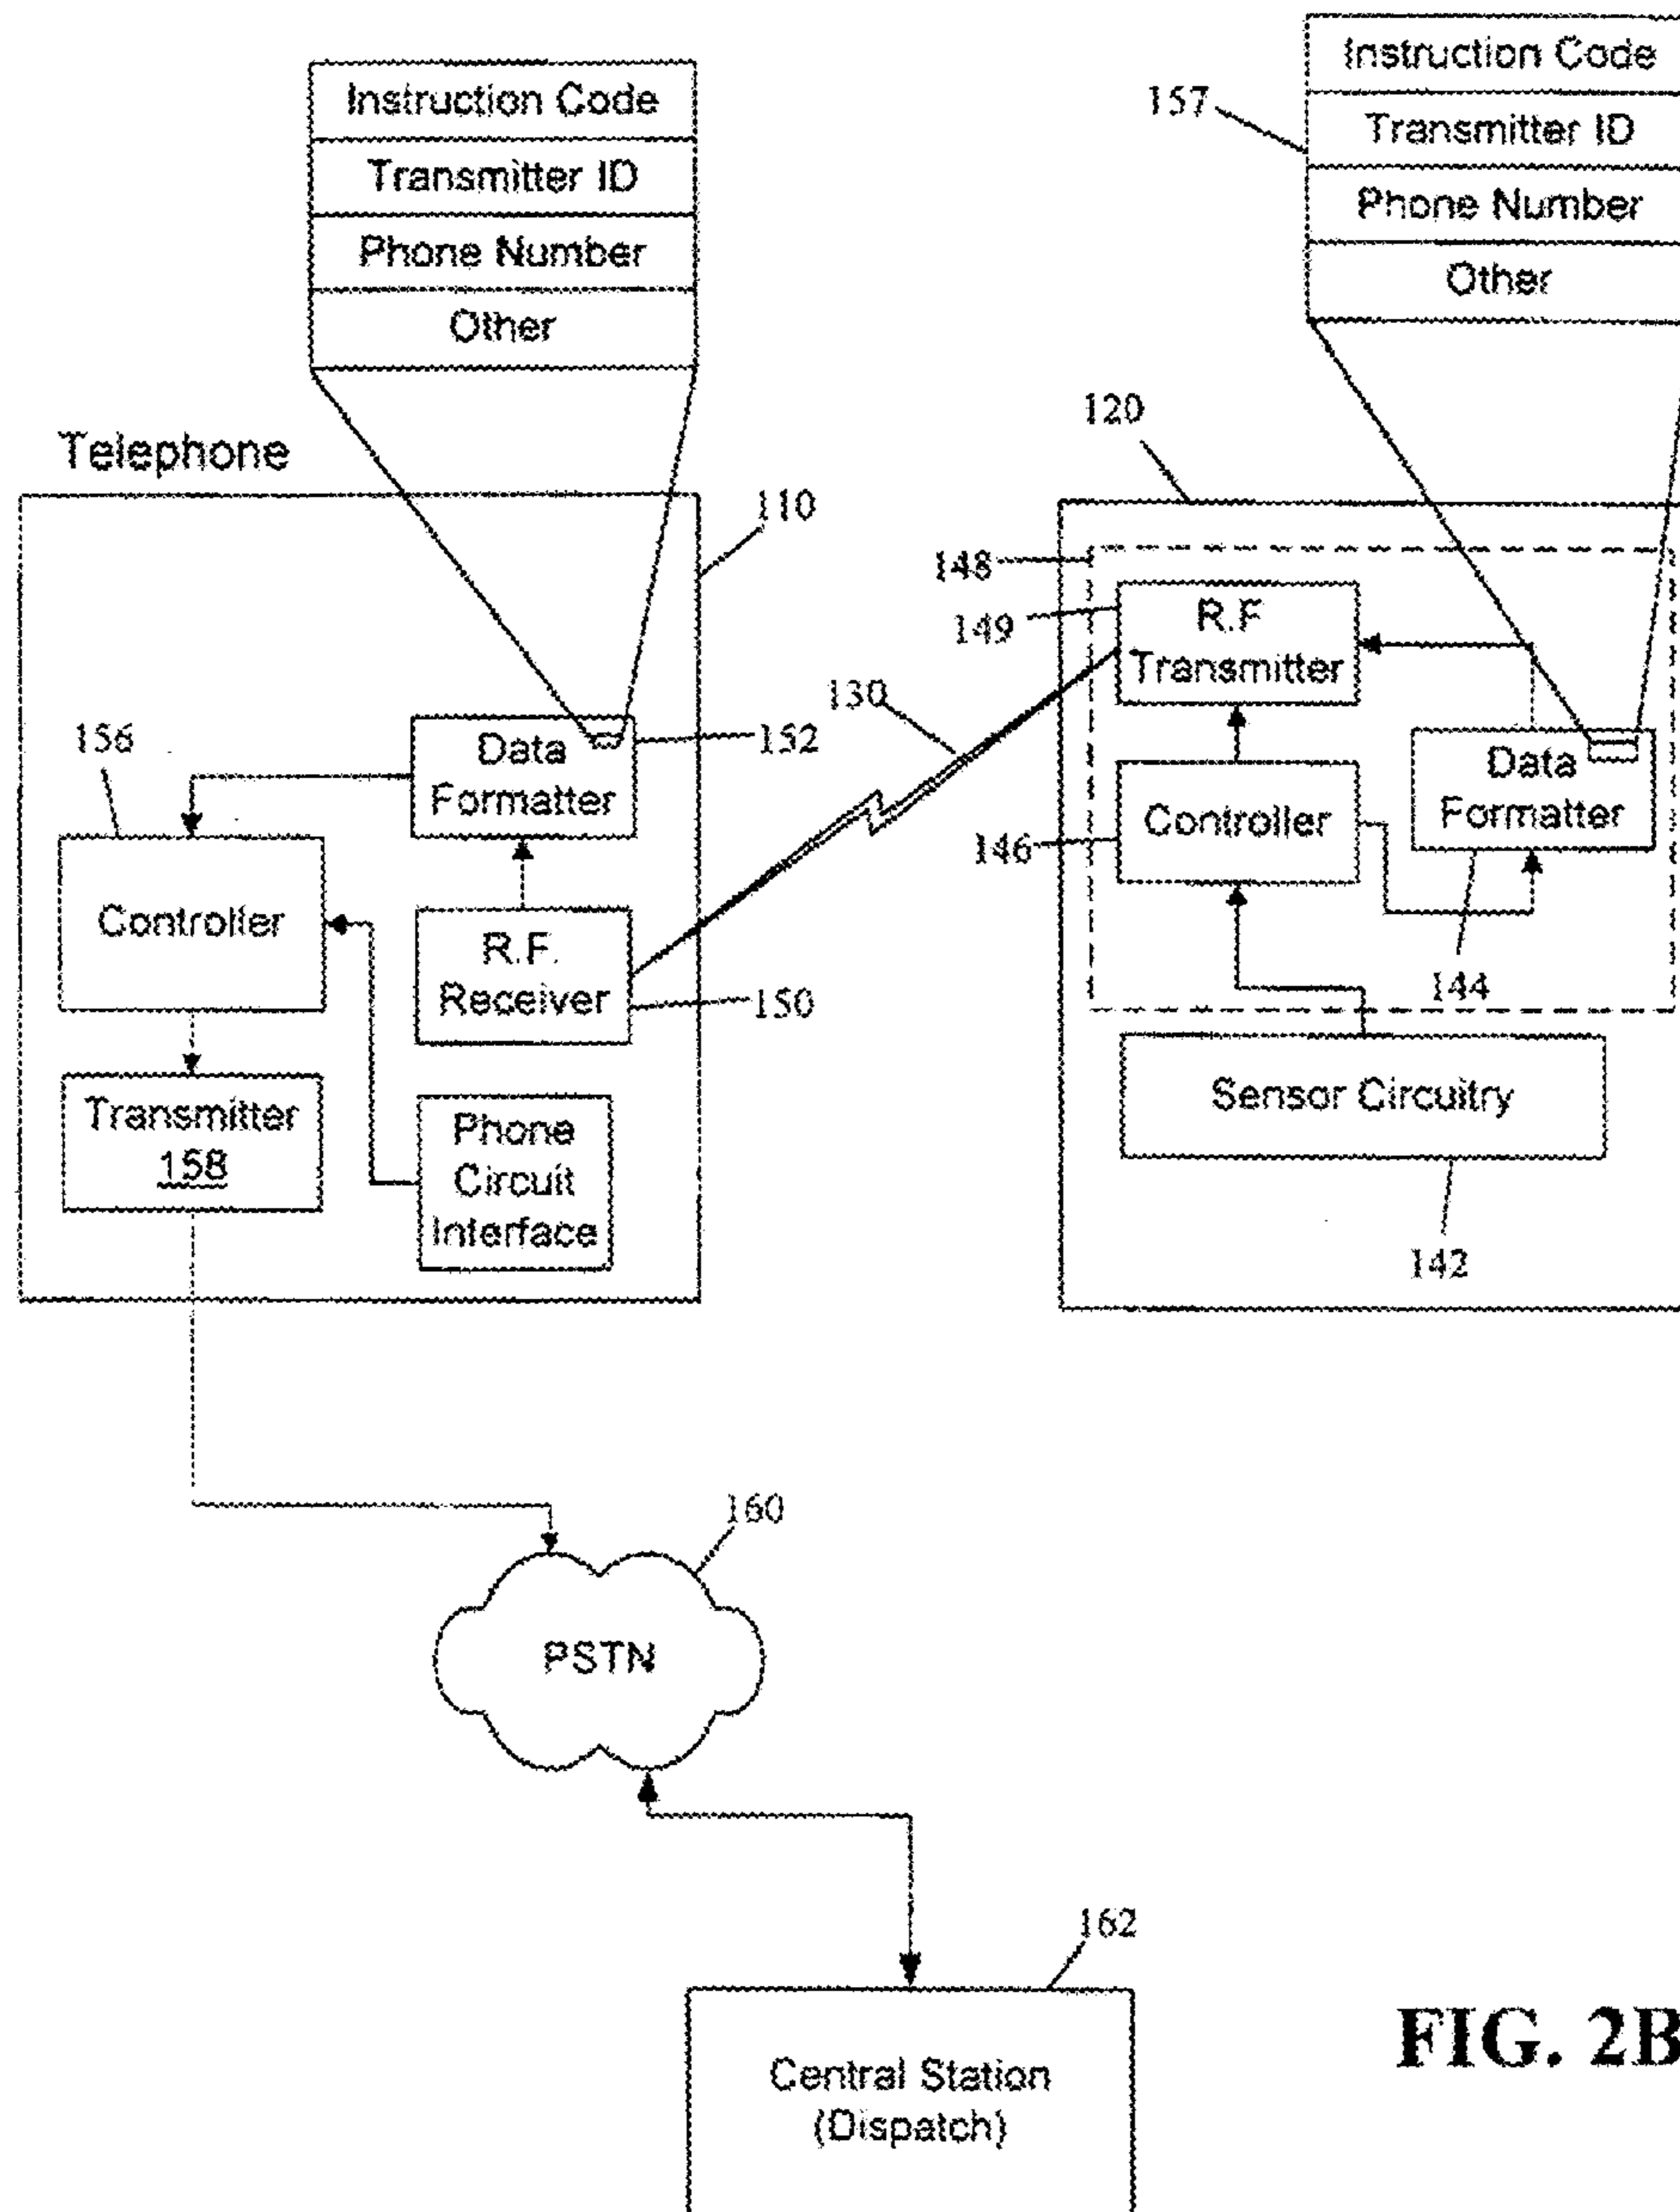 Instruction Code
Transmitter ID
Phone Number
Other
157
Instruction Code
Transmitter ID
Phone Number
Other
Telephone
110
120
148
149
R.F
Transmitter
130
156
Data
Formatter
152
146
Controller
Data
Formatter
144
Controller
R.F.
Receiver
150
Transmitter
158
Phone
Circuit
Interface
Sensor Circuitry
142
160
PSTN
162
Central Station
(Dispatch)
FIG. 2B